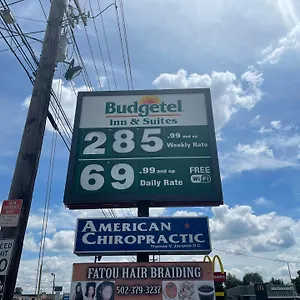 Budgetel
Inn & Suites
285 .99 and up
Weekly Rate
69 .99 and up
Daily Rate
FREE
WiFi
AMERICAN
CHIROPRACTIC
FATOU HAIR BRAIDING
502-379-3237